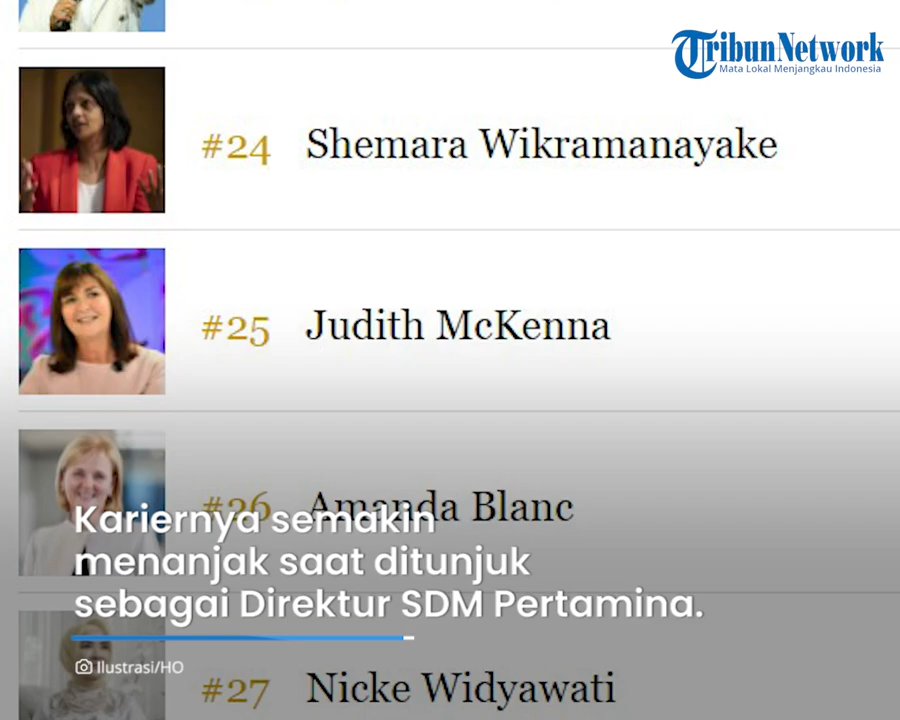 TribunNetwork
Mata Lokal Menjangkau Indonesia
#24 Shemara Wikramanayake
#25 Judith McKenna
#26 Amanda Blanc
Kariernya semakin
menanjak saat ditunjuk
sebagai Direktur SDM Pertamina.
Ilustrasi/HO
#27 Nicke Widyawati